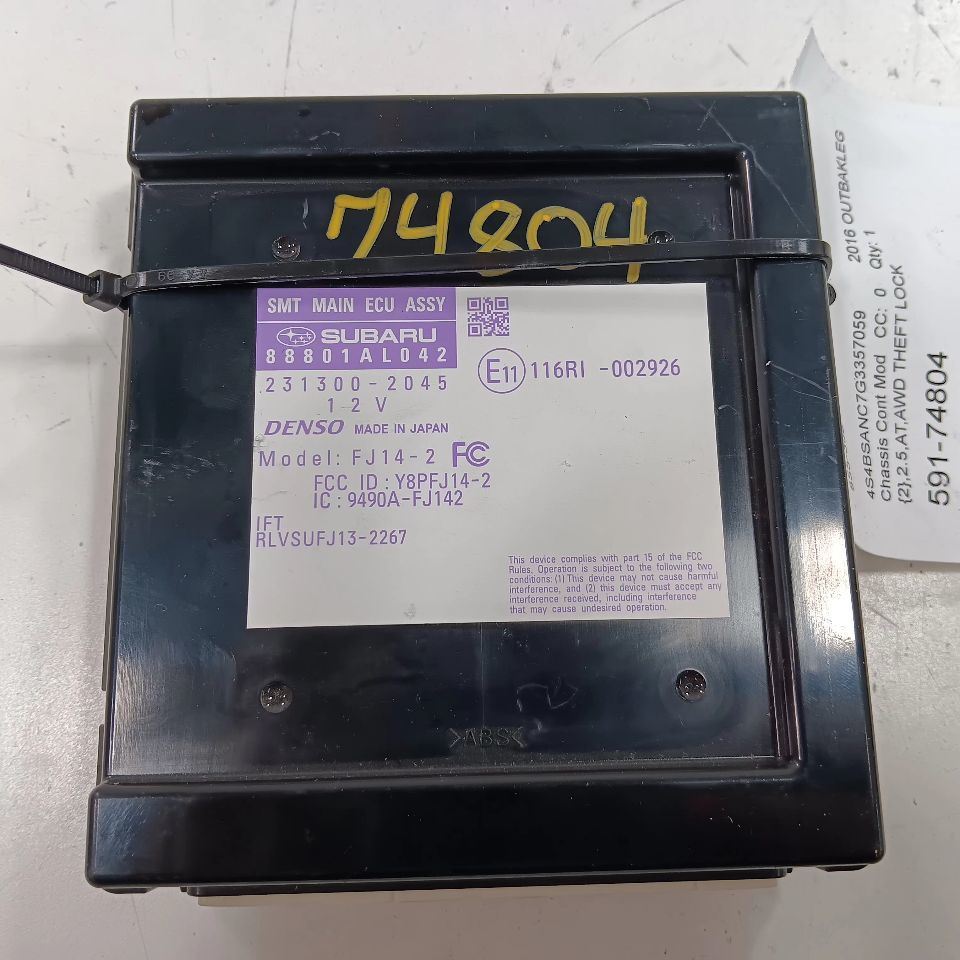 74804
SMT MAIN ECU ASSY
SUBARU
88801AL042
231300-2045
12V
DENSO MADE IN JAPAN
Model: FJ14-2 FC
FCC ID : Y8PFJ14-2
IC : 9490A-FJ142
IFT
RLVSUFJ13-2267
E11 116RI -002926
This device complies with part 15 of the FCC
Rules. Operation is subject to the following two
conditions: (1) This device may not cause harmful
interference, and (2) this device must accept any
interference received, including interference
that may cause undesired operation.
>ABS<
4S4BSANC7G3357059 2016 OUTBAKLEG
Chassis Cont Mod CC: 0 Qty: 1
{2},2.5,AT,AWD THEFT LOCK
591-74804